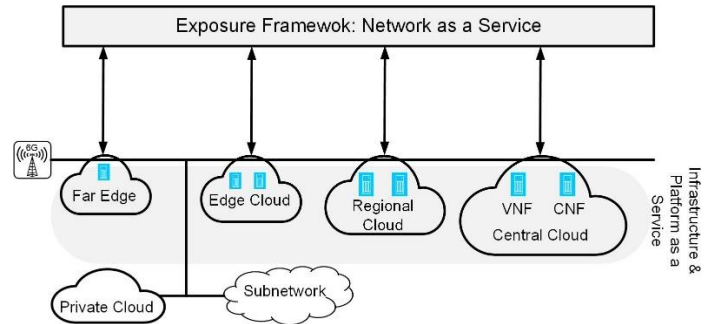 Exposure Framewok: Network as a Service
6G
Far Edge
Edge Cloud
Regional
Cloud
VNF CNF
Central Cloud
Infrastructure &
Platform as a
Service
Private Cloud
Subnetwork